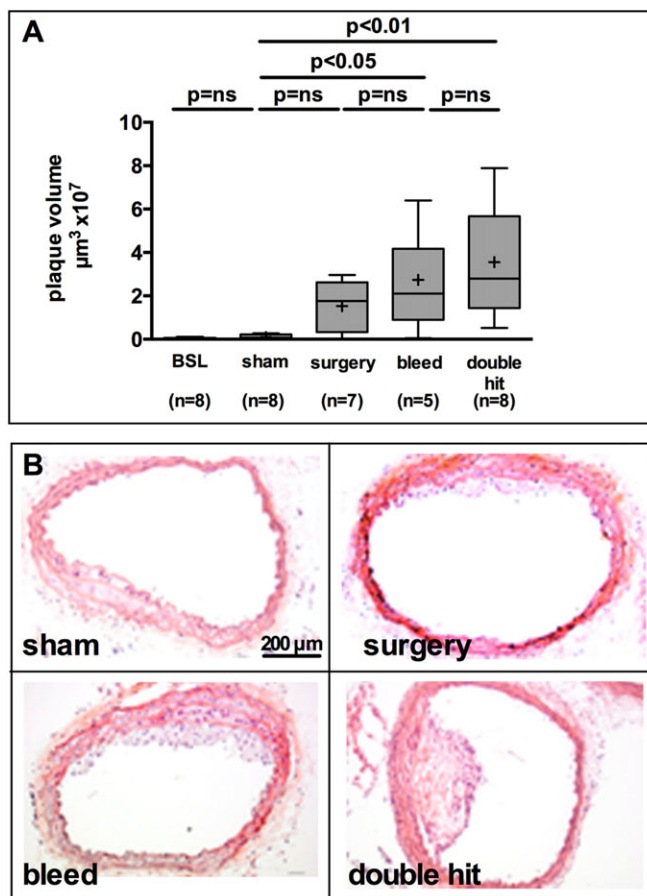 A
p<0.01
p<0.05
p=ns p=ns p=ns p=ns
10
8
6
4
2
0
plaque volume
µm³ x10⁷
BSL sham surgery bleed double hit
(n=8) (n=8) (n=7) (n=5) (n=8)
B
sham
200 µm
surgery
bleed
double hit